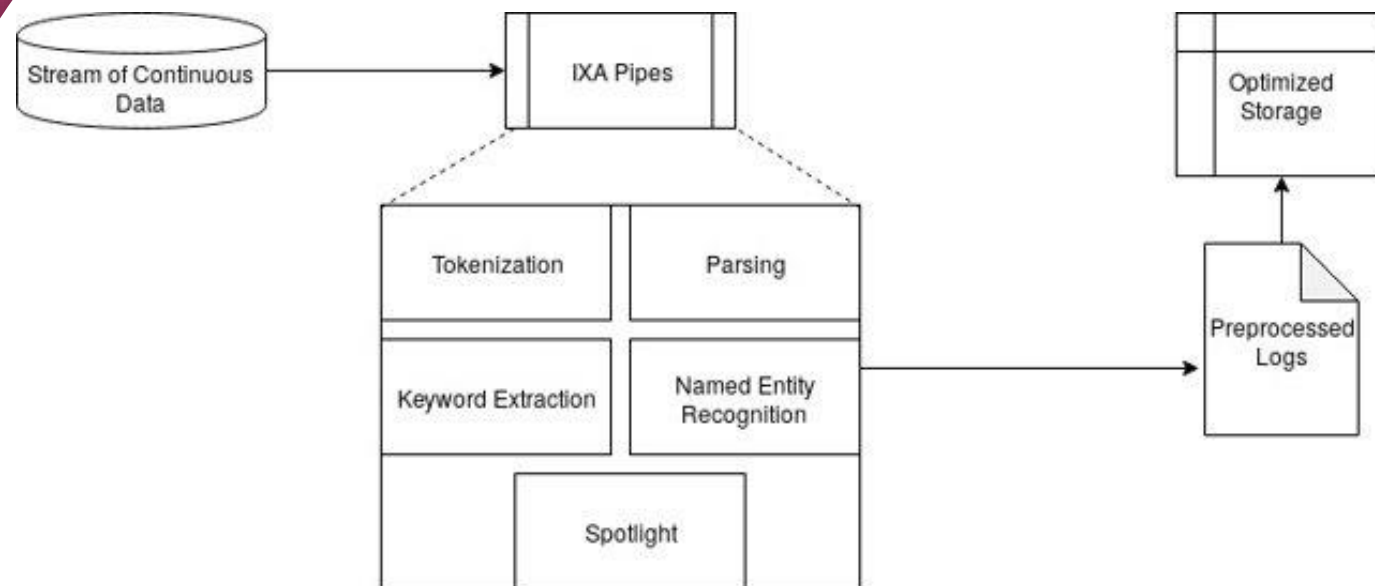 Stream of Continuous
Data
IXA Pipes
Optimized
Storage
Tokenization
Parsing
Keyword Extraction
Named Entity
Recognition
Preprocessed
Logs
Spotlight